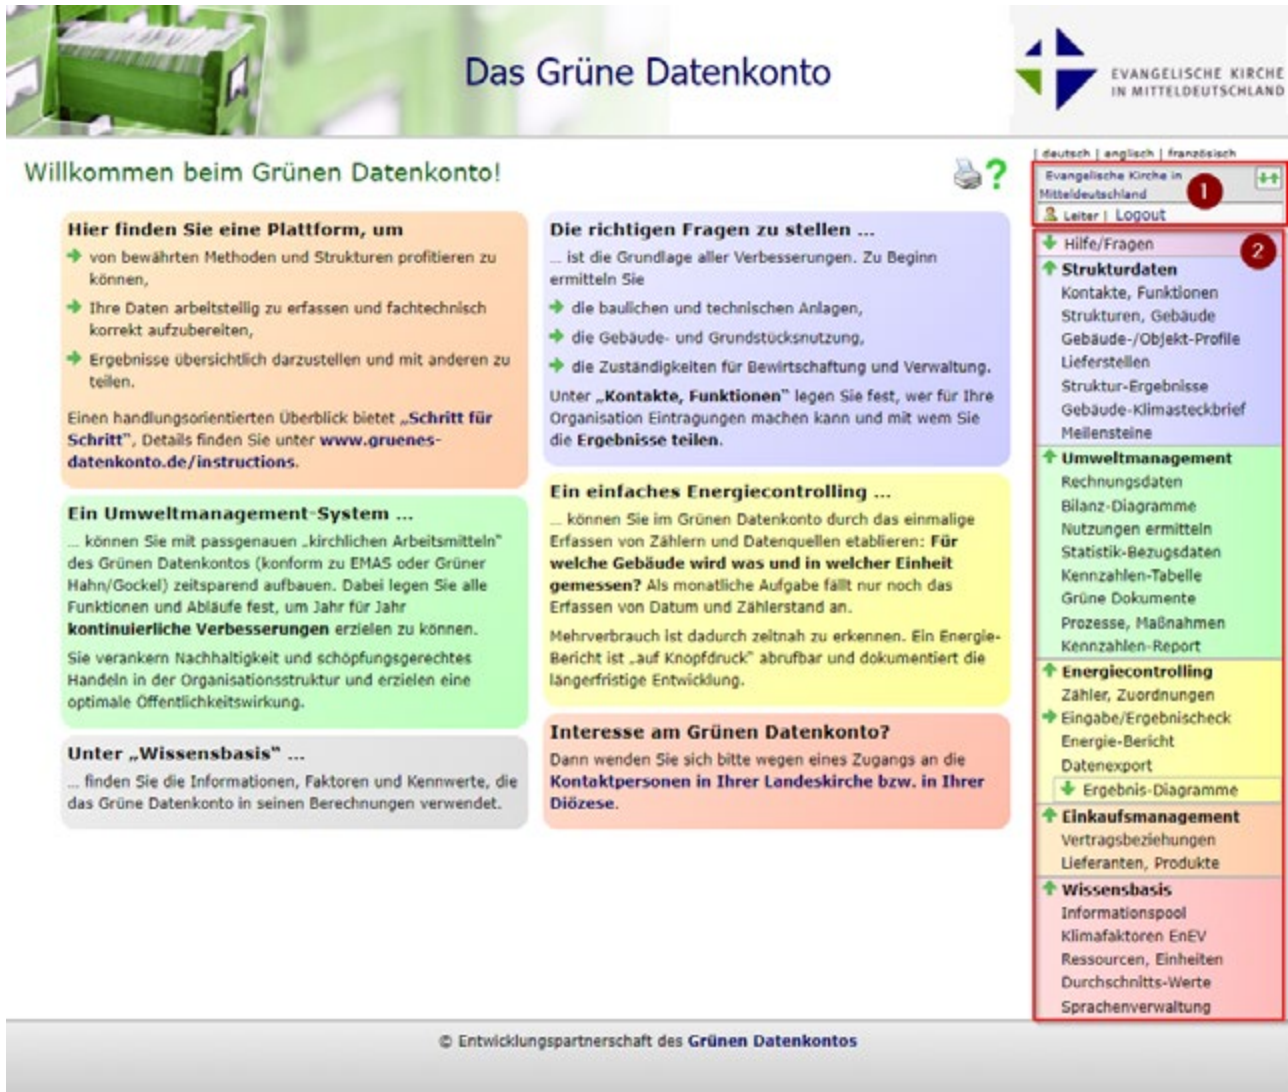 Das Grüne Datenkonto
EVANGELISCHE KIRCHE
IN MITTELDEUTSCHLAND
| deutsch | englisch | französisch
Willkommen beim Grünen Datenkonto!
?
Evangelische Kirche in
Mitteldeutschland
1
Leiter | Logout
Hier finden Sie eine Plattform, um
von bewährten Methoden und Strukturen profitieren zu
können,
Ihre Daten arbeitsteilig zu erfassen und fachtechnisch
korrekt aufzubereiten,
Ergebnisse übersichtlich darzustellen und mit anderen zu
teilen.
Einen handlungsorientierten Überblick bietet „Schritt für
Schritt“, Details finden Sie unter www.gruenes-
datenkonto.de/instructions.
Ein Umweltmanagement-System ...
... können Sie mit passgenauen „kirchlichen Arbeitsmitteln“
des Grünen Datenkontos (konform zu EMAS oder Grüner
Hahn/Gockel) zeitsparend aufbauen. Dabei legen Sie alle
Funktionen und Abläufe fest, um Jahr für Jahr
kontinuierliche Verbesserungen erzielen zu können.
Sie verankern Nachhaltigkeit und schöpfungsgerechtes
Handeln in der Organisationsstruktur und erzielen eine
optimale Öffentlichkeitswirkung.
Unter „Wissensbasis“ ...
... finden Sie die Informationen, Faktoren und Kennwerte, die
das Grüne Datenkonto in seinen Berechnungen verwendet.
Die richtigen Fragen zu stellen ...
... ist die Grundlage aller Verbesserungen. Zu Beginn
ermitteln Sie
die baulichen und technischen Anlagen,
die Gebäude- und Grundstücksnutzung,
die Zuständigkeiten für Bewirtschaftung und Verwaltung.
Unter „Kontakte, Funktionen“ legen Sie fest, wer für Ihre
Organisation Eintragungen machen kann und mit wem Sie
die Ergebnisse teilen.
Ein einfaches Energiecontrolling ...
... können Sie im Grünen Datenkonto durch das einmalige
Erfassen von Zählern und Datenquellen etablieren: Für
welche Gebäude wird was und in welcher Einheit
gemessen? Als monatliche Aufgabe fällt nur noch das
Erfassen von Datum und Zählerstand an.
Mehrverbrauch ist dadurch zeitnah zu erkennen. Ein Energie-
Bericht ist „auf Knopfdruck“ abrufbar und dokumentiert die
längerfristige Entwicklung.
Interesse am Grünen Datenkonto?
Dann wenden Sie sich bitte wegen eines Zugangs an die
Kontaktpersonen in Ihrer Landeskirche bzw. in Ihrer
Diözese.
Hilfe/Fragen
2
Strukturdaten
Kontakte, Funktionen
Strukturen, Gebäude
Gebäude-/Objekt-Profile
Lieferstellen
Struktur-Ergebnisse
Gebäude-Klimasteckbrief
Meilensteine
Umweltmanagement
Rechnungsdaten
Bilanz-Diagramme
Nutzungen ermitteln
Statistik-Bezugsdaten
Kennzahlen-Tabelle
Grüne Dokumente
Prozesse, Maßnahmen
Kennzahlen-Report
Energiecontrolling
Zähler, Zuordnungen
Eingabe/Ergebnischeck
Energie-Bericht
Datenexport
Ergebnis-Diagramme
Einkaufsmanagement
Vertragsbeziehungen
Lieferanten, Produkte
Wissensbasis
Informationspool
Klimafaktoren EnEV
Ressourcen, Einheiten
Durchschnitts-Werte
Sprachenverwaltung
© Entwicklungspartnerschaft des Grünen Datenkontos